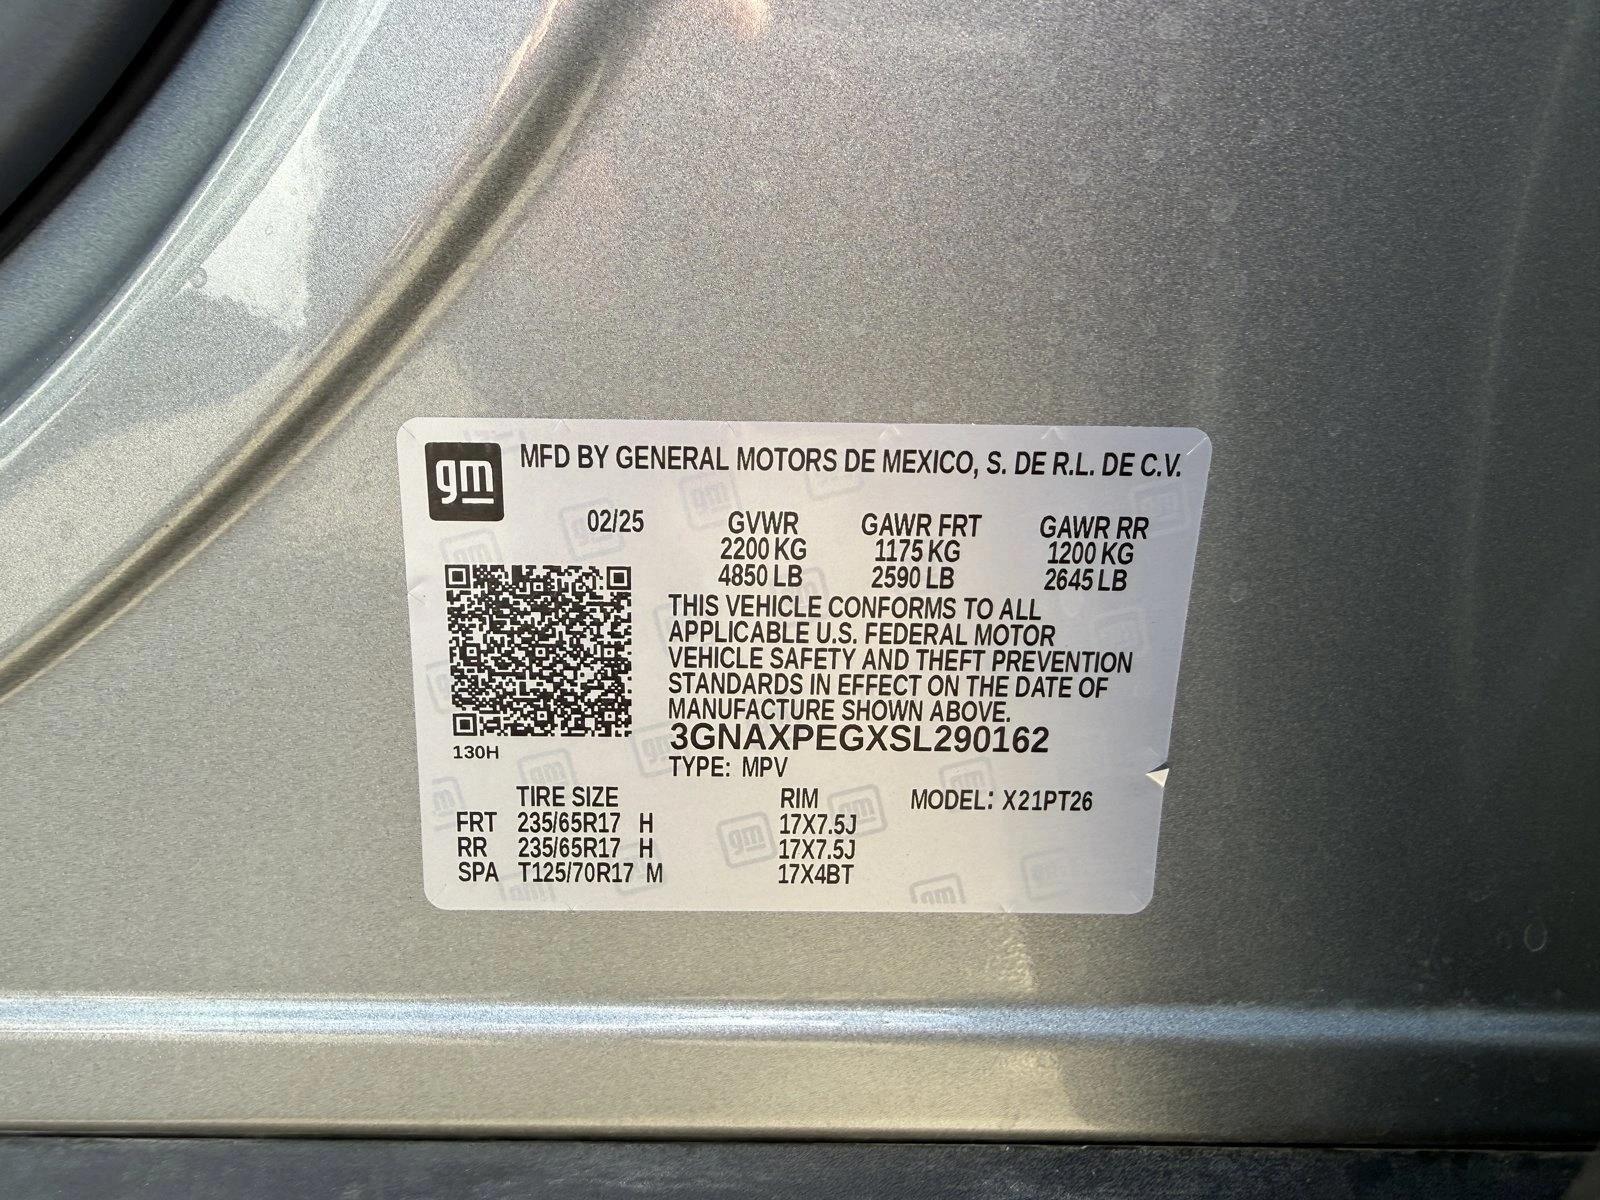 gm MFD BY GENERAL MOTORS DE MEXICO, S. DE R.L. DE C.V.
02/25 GVWR GAWR FRT GAWR RR
2200 KG 1175 KG 1200 KG
4850 LB 2590 LB 2645 LB
THIS VEHICLE CONFORMS TO ALL
APPLICABLE U.S. FEDERAL MOTOR
VEHICLE SAFETY AND THEFT PREVENTION
STANDARDS IN EFFECT ON THE DATE OF
MANUFACTURE SHOWN ABOVE.
3GNAXPEGXSL290162
130H
TYPE: MPV
TIRE SIZE RIM MODEL: X21PT26
FRT 235/65R17 H 17X7.5J
RR 235/65R17 H 17X7.5J
SPA T125/70R17 M 17X4BT